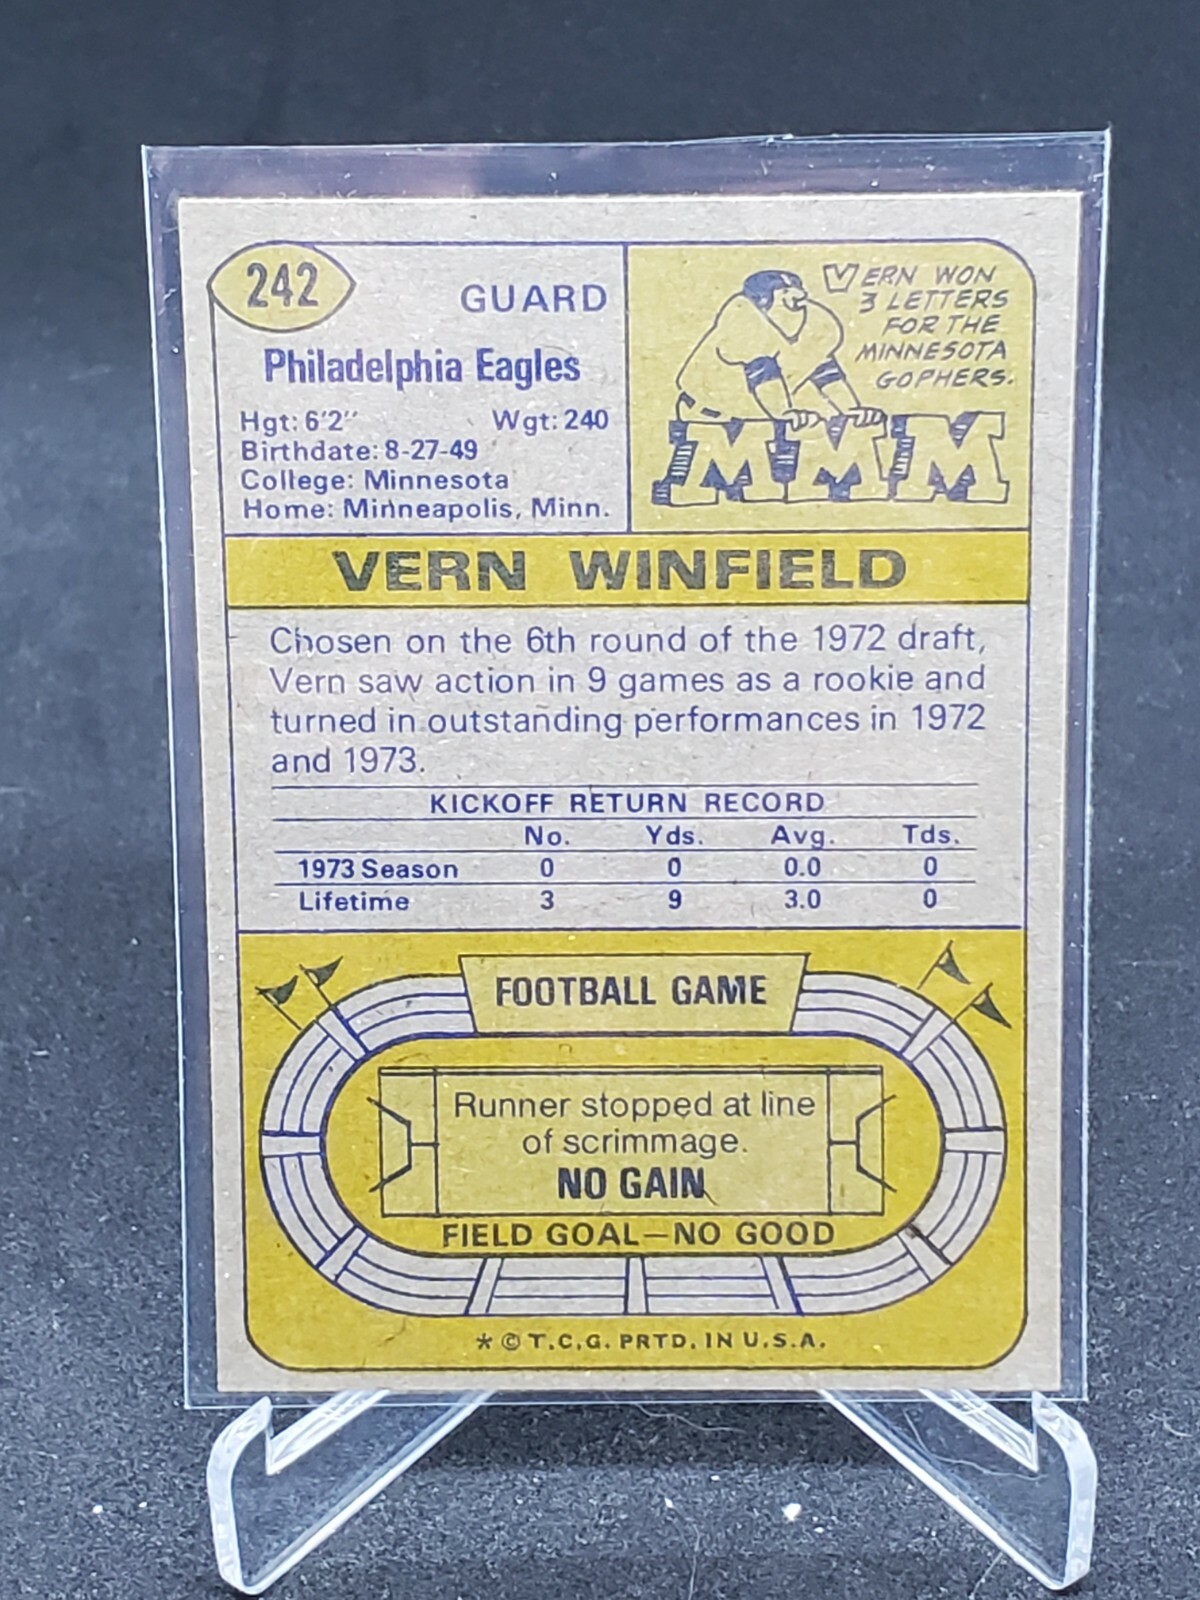 242
GUARD
Philadelphia Eagles
Hgt: 6'2" Wgt: 240
Birthdate: 8-27-49
College: Minnesota
Home: Minneapolis, Minn.
VERN WON
3 LETTERS
FOR THE
MINNESOTA
GOPHERS.
MMM
VERN WINFIELD
Chosen on the 6th round of the 1972 draft,
Vern saw action in 9 games as a rookie and
turned in outstanding performances in 1972
and 1973.
KICKOFF RETURN RECORD
No. Yds. Avg. Tds.
1973 Season 0 0 0.0 0
Lifetime 3 9 3.0 0
FOOTBALL GAME
Runner stopped at line
of scrimmage.
NO GAIN
FIELD GOAL—NO GOOD
* © T.C.G. PRTD. IN U.S.A.